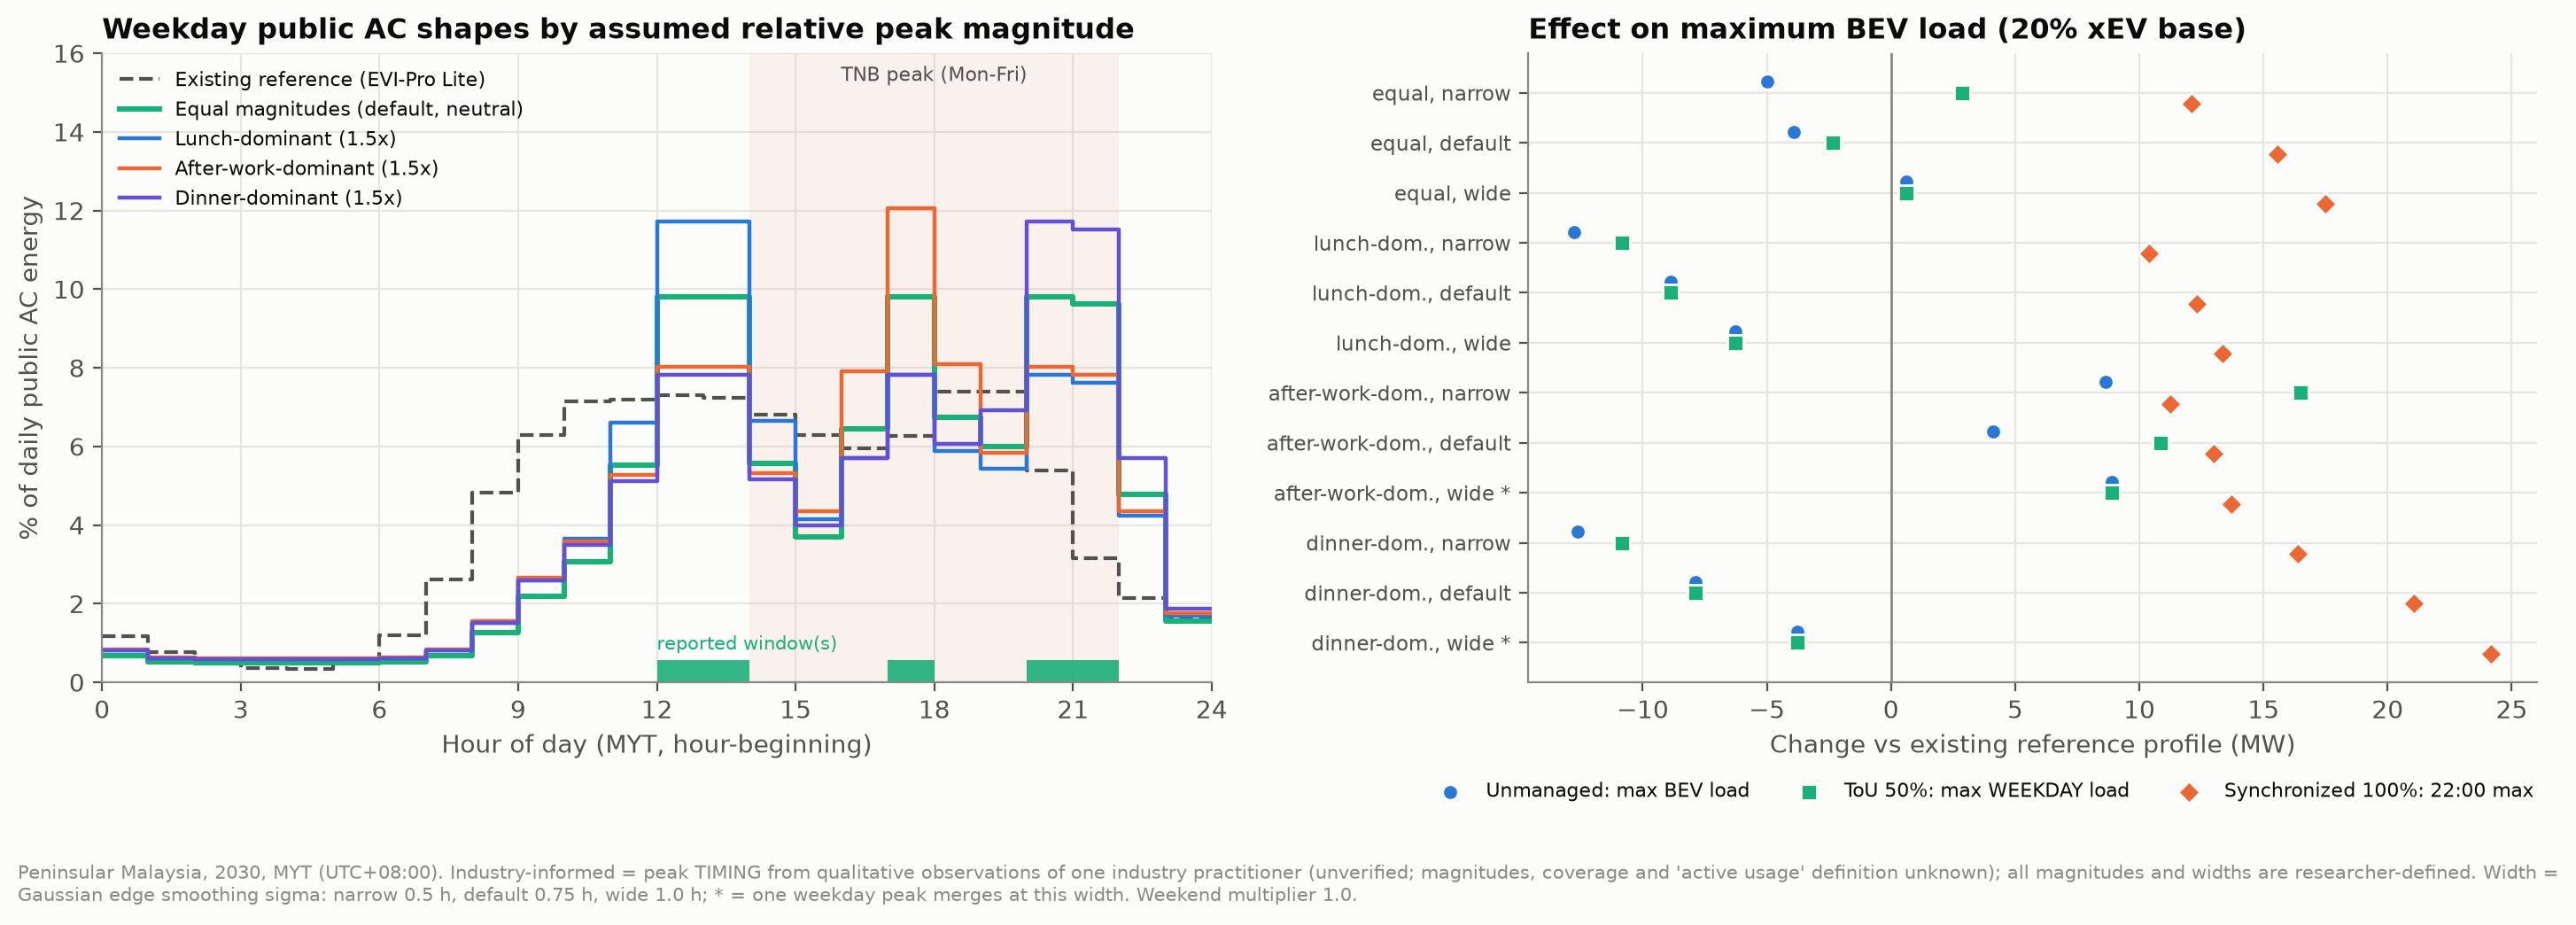 Weekday public AC shapes by assumed relative peak magnitude
16
14
12
10
8
6
4
2
0
% of daily public AC energy
Existing reference (EVI-Pro Lite)
Equal magnitudes (default, neutral)
Lunch-dominant (1.5x)
After-work-dominant (1.5x)
Dinner-dominant (1.5x)
TNB peak (Mon-Fri)
reported window(s)
0 3 6 9 12 15 18 21 24
Hour of day (MYT, hour-beginning)
Effect on maximum BEV load (20% xEV base)
equal, narrow
equal, default
equal, wide
lunch-dom., narrow
lunch-dom., default
lunch-dom., wide
after-work-dom., narrow
after-work-dom., default
after-work-dom., wide *
dinner-dom., narrow
dinner-dom., default
dinner-dom., wide *
−10 −5 0 5 10 15 20 25
Change vs existing reference profile (MW)
Unmanaged: max BEV load ToU 50%: max WEEKDAY load Synchronized 100%: 22:00 max
Peninsular Malaysia, 2030, MYT (UTC+08:00). Industry-informed = peak TIMING from qualitative observations of one industry practitioner (unverified; magnitudes, coverage and 'active usage' definition unknown); all magnitudes and widths are researcher-defined. Width =
Gaussian edge smoothing sigma: narrow 0.5 h, default 0.75 h, wide 1.0 h; * = one weekday peak merges at this width. Weekend multiplier 1.0.